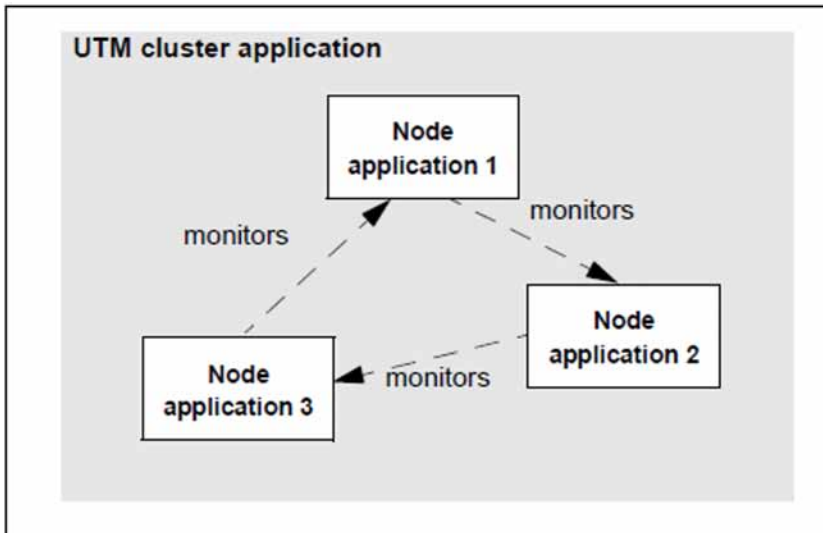 UTM cluster application
Node
application 1
monitors
monitors
Node
application 2
monitors
Node
application 3